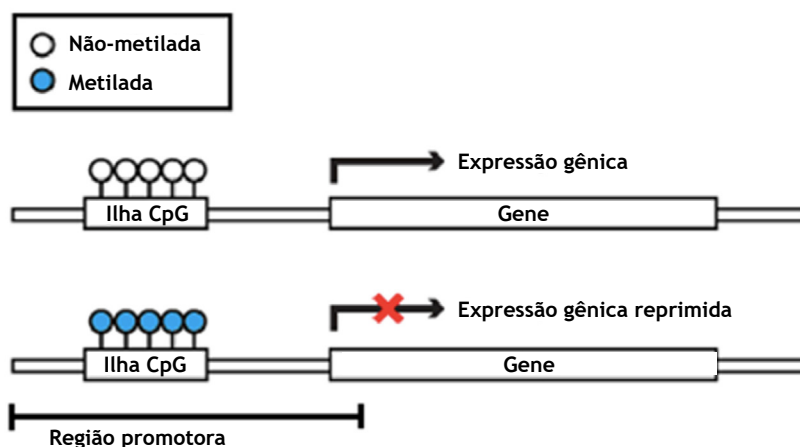 Não-metilada
Metilada
Expressão gênica
Ilha CpG
Gene
Expressão gênica reprimida
Ilha CpG
Gene
Região promotora